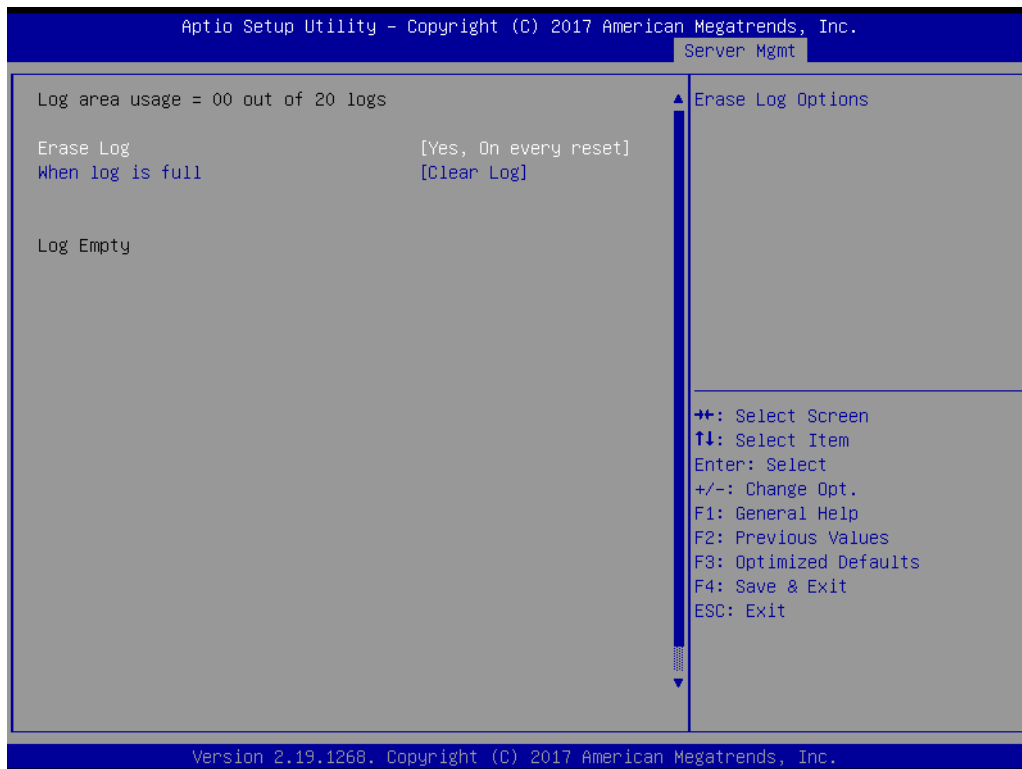 Aptio Setup Utility – Copyright (C) 2017 American Megatrends, Inc.
Server Mgmt
Log area usage = 00 out of 20 logs
Erase Log [Yes, On every reset]
When log is full [Clear Log]
Log Empty
Erase Log Options
→←: Select Screen
↑↓: Select Item
Enter: Select
+/-: Change Opt.
F1: General Help
F2: Previous Values
F3: Optimized Defaults
F4: Save & Exit
ESC: Exit
Version 2.19.1268. Copyright (C) 2017 American Megatrends, Inc.